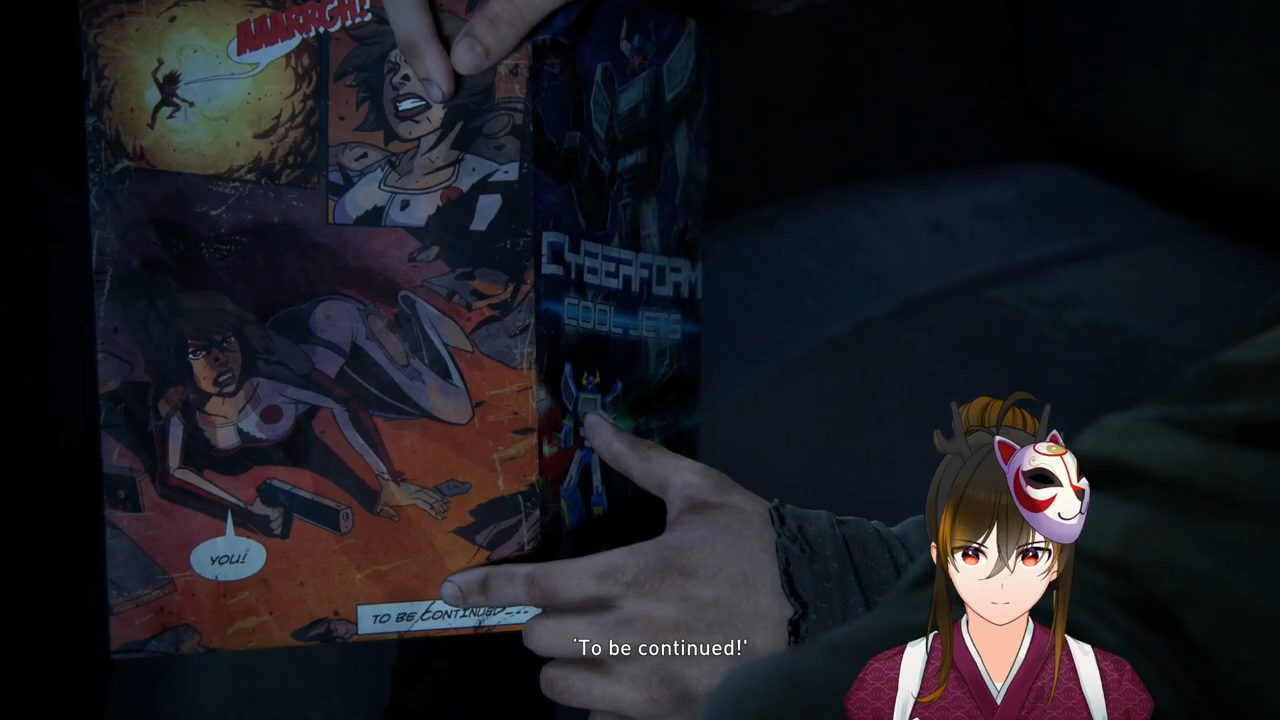 AAARRGH!
CYBERFORM
COOL JETS
YOU!
TO BE CONTINUED---
'To be continued!'